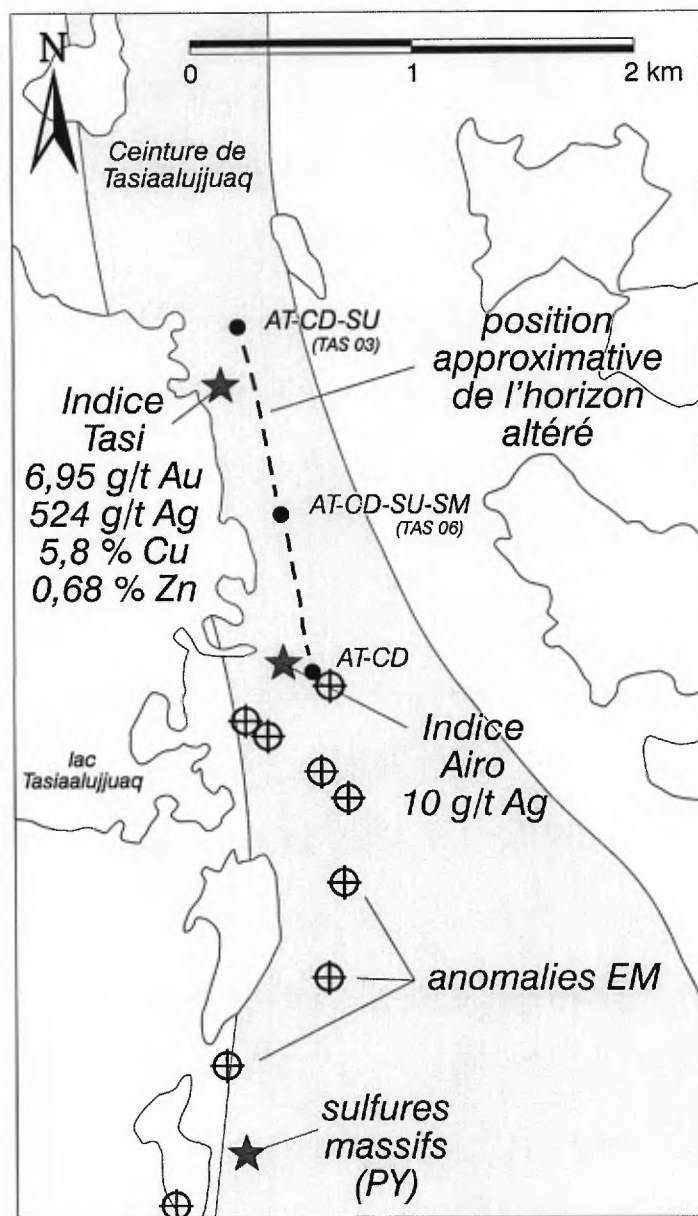 N
0 1 2 km
Ceinture de
Tasiaalujjuaq
AT-CD-SU
(TAS 03)
position
approximative
de l'horizon
altéré
Indice
Tasi
6,95 g/t Au
524 g/t Ag
5,8 % Cu
0,68 % Zn
AT-CD-SU-SM
(TAS 06)
AT-CD
Indice
Airo
10 g/t Ag
lac
Tasiaalujjuaq
anomalies EM
sulfures
massifs
(PY)